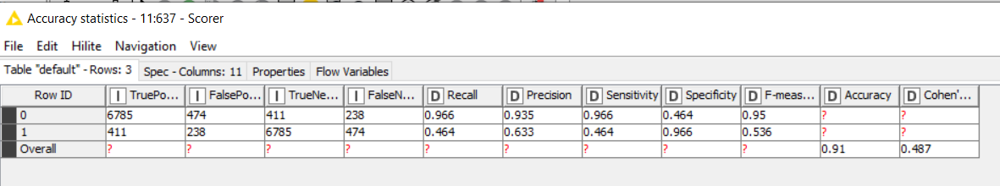 Accuracy statistics - 11:637 - Scorer
File Edit Hilite Navigation View
Table "default" - Rows: 3 Spec - Columns: 11 Properties Flow Variables
Row ID I TruePo... I FalsePo... I TrueNe... I FalseN... D Recall D Precision D Sensitivity D Specificity D F-meas... D Accuracy D Cohen'...
0 6785 474 411 238 0.966 0.935 0.966 0.464 0.95 ? ?
1 411 238 6785 474 0.464 0.633 0.464 0.966 0.536 ? ?
Overall ? ? ? ? ? ? ? ? ? 0.91 0.487